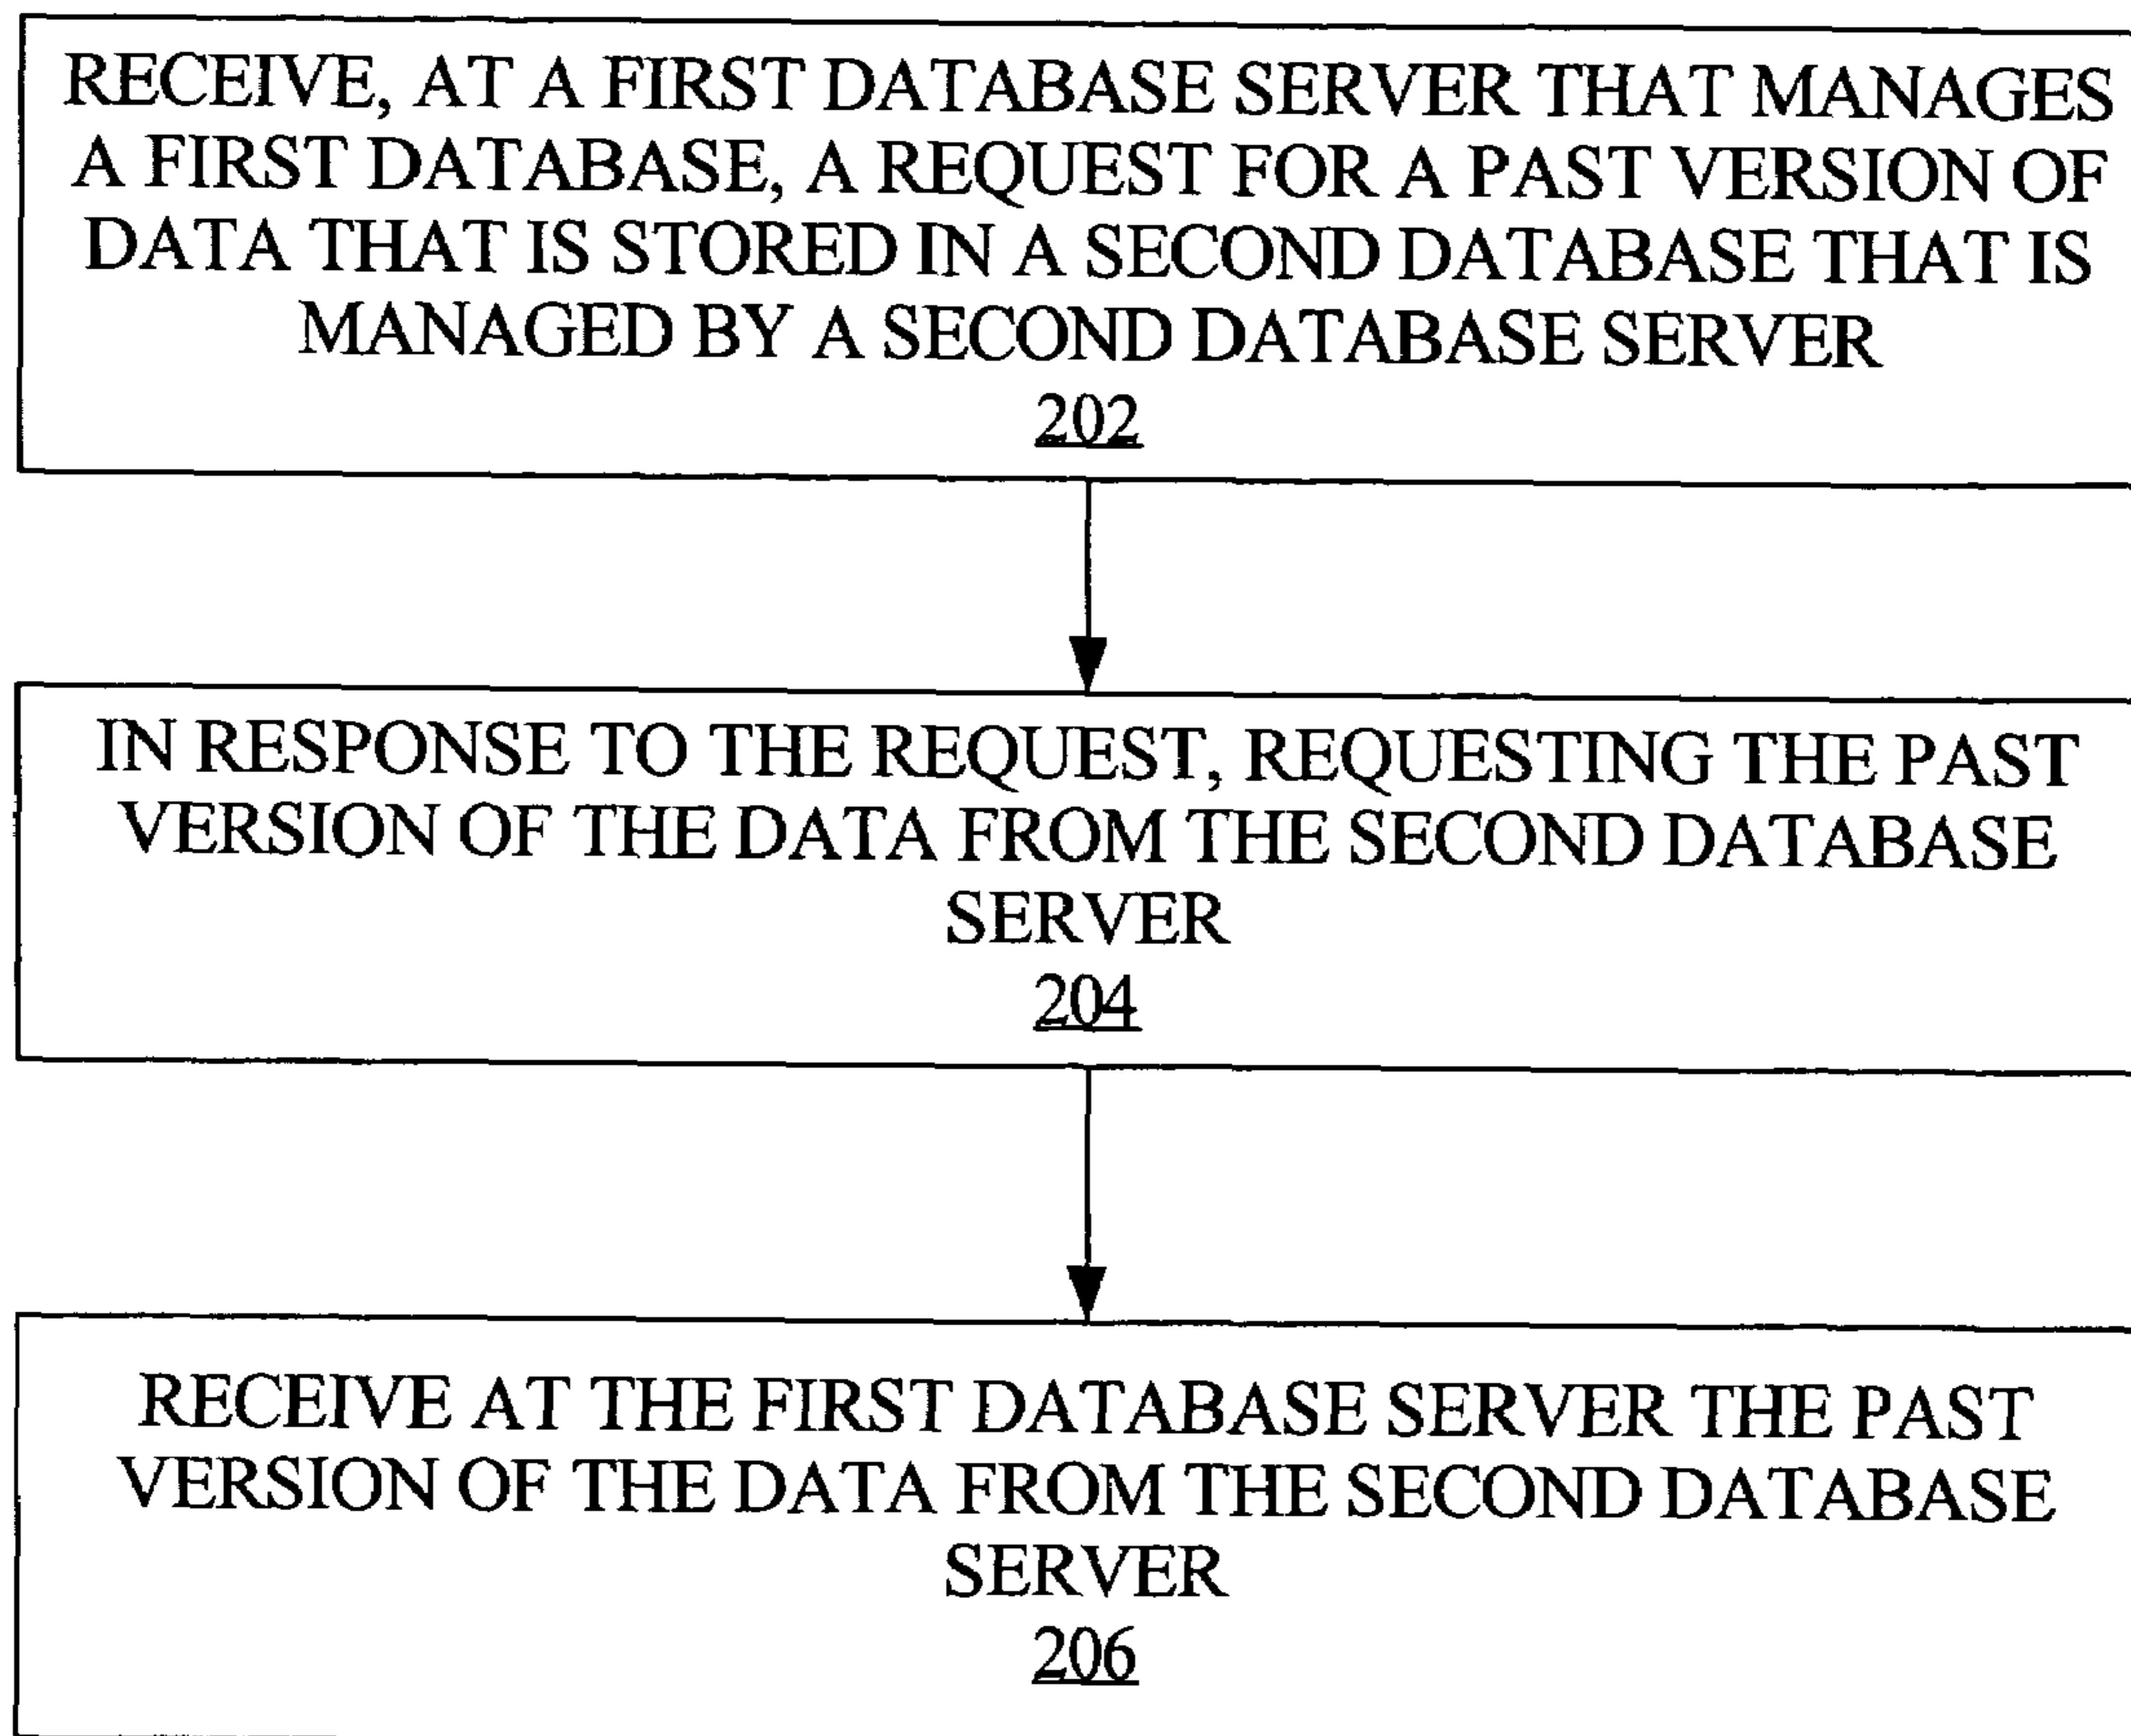 RECEIVE, AT A FIRST DATABASE SERVER THAT MANAGES
A FIRST DATABASE, A REQUEST FOR A PAST VERSION OF
DATA THAT IS STORED IN A SECOND DATABASE THAT IS
MANAGED BY A SECOND DATABASE SERVER
202
IN RESPONSE TO THE REQUEST, REQUESTING THE PAST
VERSION OF THE DATA FROM THE SECOND DATABASE
SERVER
204
RECEIVE AT THE FIRST DATABASE SERVER THE PAST
VERSION OF THE DATA FROM THE SECOND DATABASE
SERVER
206